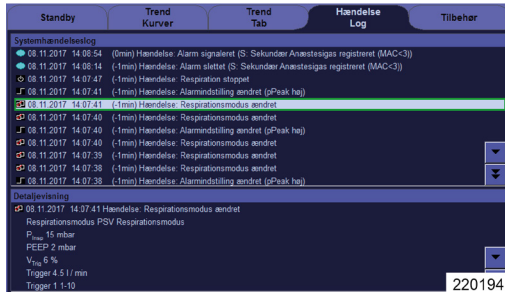 Standby
Trend Kurver
Trend Tab
Hændelse Log
Tilbehør
Systemhændelseslog
08.11.2017 14:08:54 (0min) Hændelse: Alarm signaleret (S: Sekundær Anæstesigas registreret (MAC<3))
08.11.2017 14:08:14 (-1min) Hændelse: Alarm slettet (S: Sekundær Anæstesigas registreret (MAC<3))
08.11.2017 14:07:47 (-1min) Hændelse: Respiration stoppet
08.11.2017 14:07:41 (-1min) Hændelse: Alarmindstilling ændret (pPeak høj)
08.11.2017 14:07:41 (-1min) Hændelse: Respirationsmodus ændret
08.11.2017 14:07:40 (-1min) Hændelse: Respirationsmodus ændret
08.11.2017 14:07:40 (-1min) Hændelse: Alarmindstilling ændret (pPeak høj)
08.11.2017 14:07:40 (-1min) Hændelse: Respirationsmodus ændret
08.11.2017 14:07:39 (-1min) Hændelse: Respirationsmodus ændret
08.11.2017 14:07:38 (-1min) Hændelse: Respirationsmodus ændret
08.11.2017 14:07:38 (-1min) Hændelse: Alarmindstilling ændret (pPeak høj)
Detaljevisning
08.11.2017 14:07:41 Hændelse: Respirationsmodus ændret
Respirationsmodus PSV Respirationsmodus
PInsp 15 mbar
PEEP 2 mbar
VTrig 6 %
Trigger 4.5 l / min
Trigger 1 1-10
220194